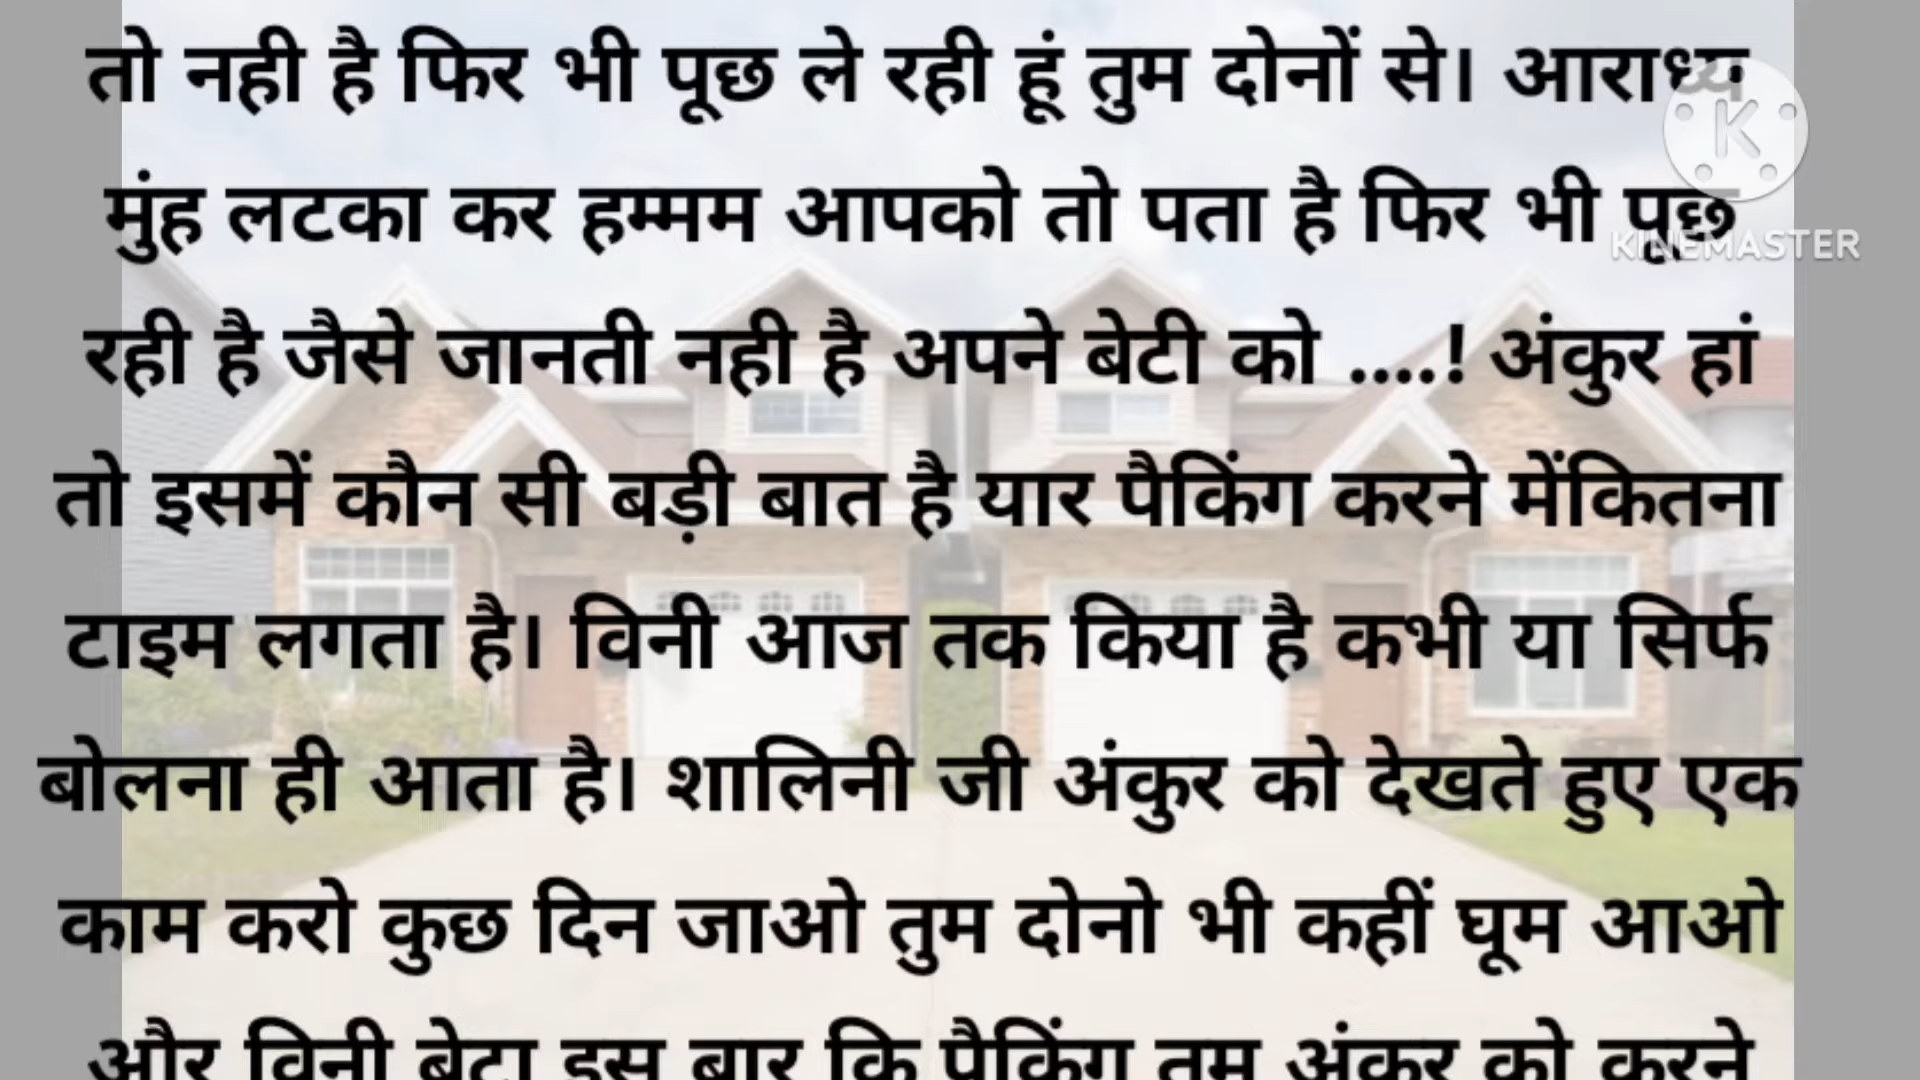 तो नही है फिर भी पूछ ले रही हूं तुम दोनों से। आराध्य
मुंह लटका कर हम्मम आपको तो पता है फिर भी पूछ
KINEMASTER
रही है जैसे जानती नही है अपने बेटी को ....! अंकुर हां
तो इसमें कौन सी बड़ी बात है यार पैकिंग करने मेंकितना
टाइम लगता है। विनी आज तक किया है कभी या सिर्फ
बोलना ही आता है। शालिनी जी अंकुर को देखते हुए एक
काम करो कुछ दिन जाओ तुम दोनो भी कहीं घूम आओ
और विनी बेटा इस बार कि पैकिंग तुम अंकुर को करने